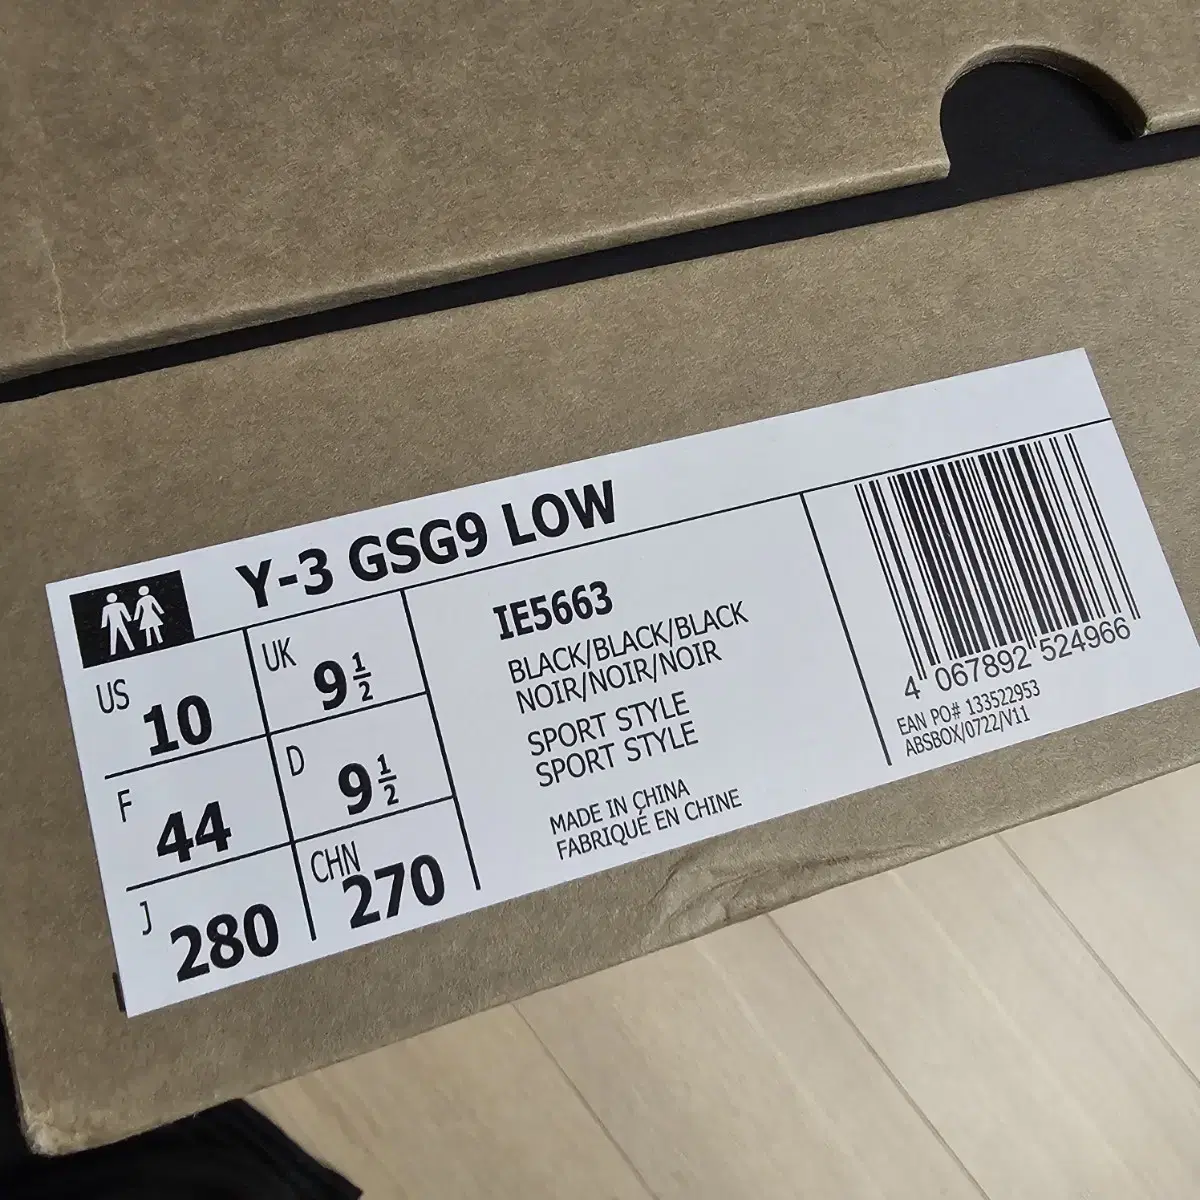 Y-3 GSG9 LOW
US 10
UK 9 1/2
F 44
D 9 1/2
J 280
CHN 270
IE5663
BLACK/BLACK/BLACK
NOIR/NOIR/NOIR
SPORT STYLE
SPORT STYLE
MADE IN CHINA
FABRIQUÉ EN CHINE
4 067892 524966
EAN PO# 133522953
ABSBOX/0722/V11